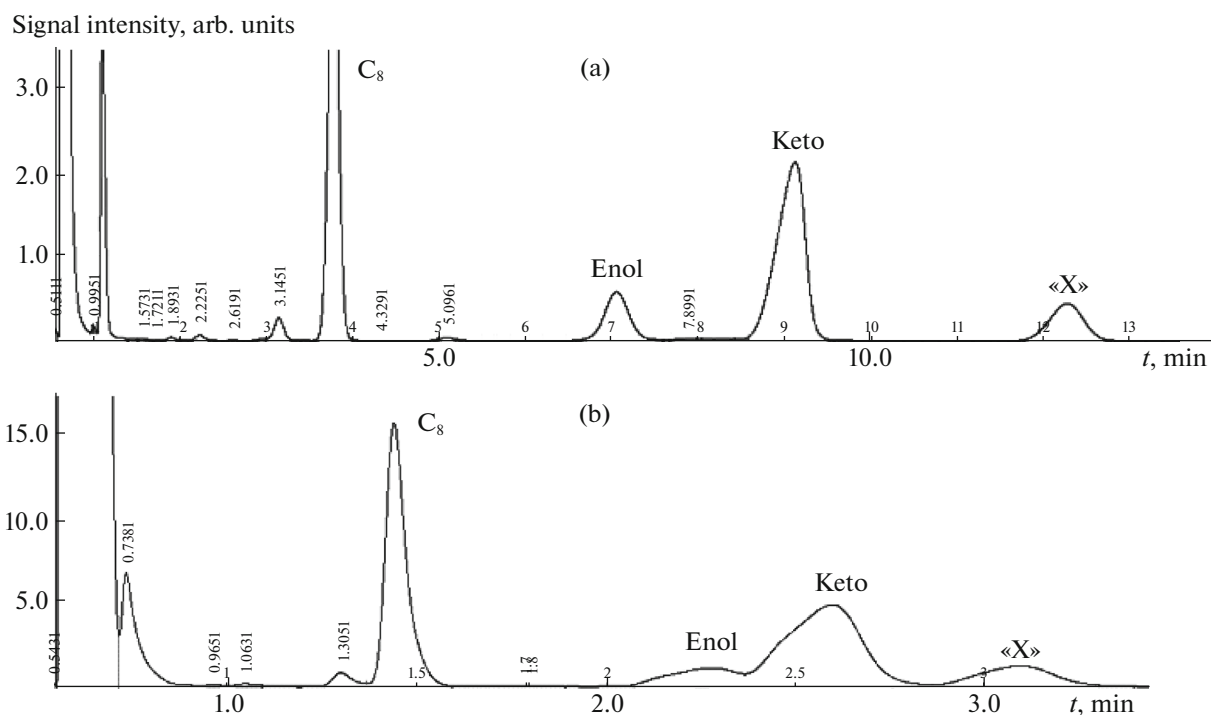 Signal intensity, arb. units
(a)
C₈
3.0
2.0
1.0
Keto
Enol
«X»
0.5111
0.9951
1.5731
1.7211
1.8931
2.2251
2.6191
3.1451
4.3291
5.0961
7.8991
2 3 4 5 6 7 8 9 10 11 12 13
5.0 10.0 t, min
(b)
C₈
15.0
10.0
5.0
Keto
Enol
«X»
0.5431
0.7381
0.9651
1.0631
1.3051
1 1.5 1.7 1.8 2 2.5 3
1.0 2.0 3.0 t, min